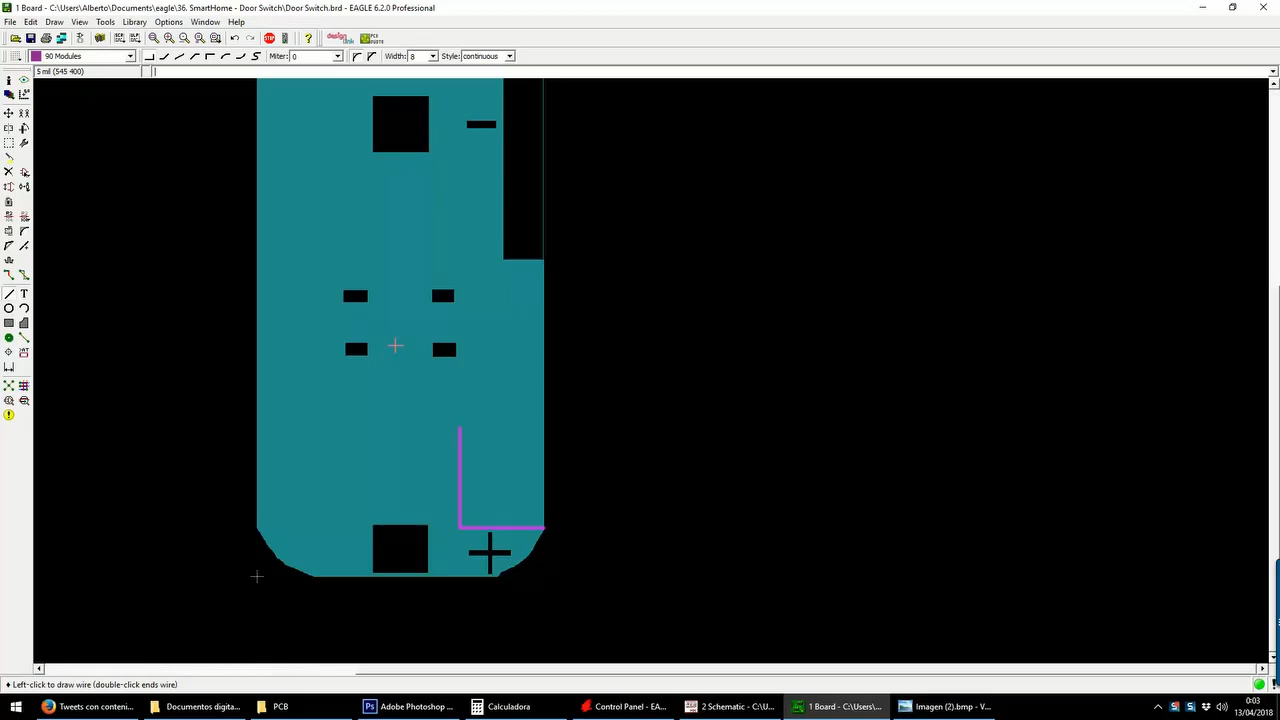 1 Board - C:\Users\Alberto\Documents\eagle\36. SmartHome - Door Switch\Door Switch.brd - EAGLE 6.2.0 Professional
File Edit Draw View Tools Library Options Window Help
90 Modules Miter: 0 Width: 8 Style: continuous
5 mil (545 400)
Left-click to draw wire (double-click ends wire)
Tweets con conteni... Documentos digita... PCB Adobe Photoshop ... Calculadora Control Panel - EA... 2 Schematic - C:\U... 1 Board - C:\Users\... Imagen (2).bmp - V...
0:03
13/04/2018